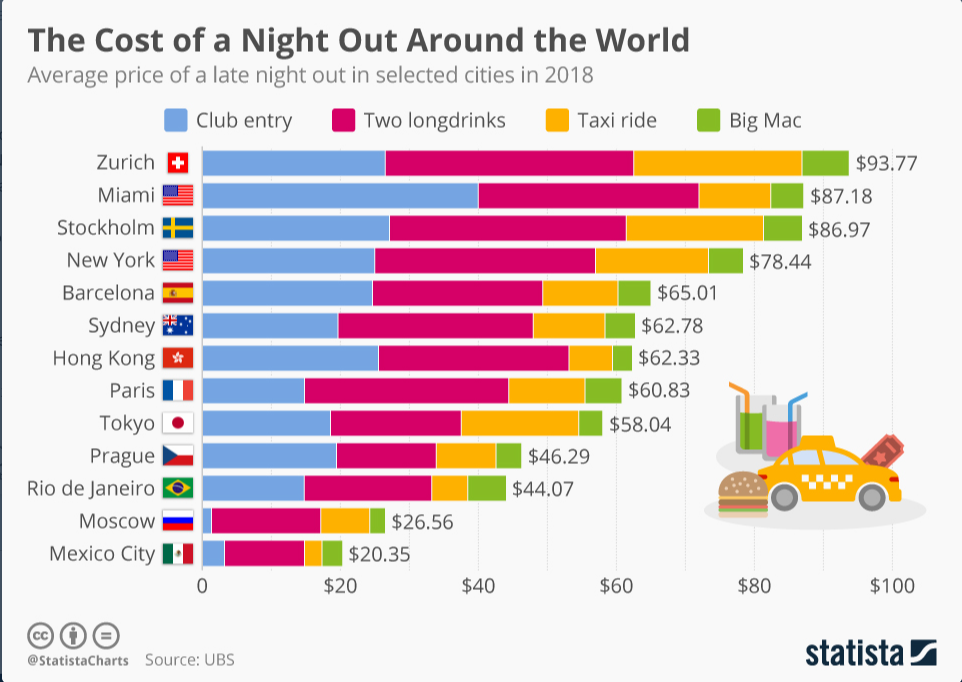 The Cost of a Night Out Around the World
Average price of a late night out in selected cities in 2018
Club entry Two longdrinks Taxi ride Big Mac
Zurich $93.77
Miami $87.18
Stockholm $86.97
New York $78.44
Barcelona $65.01
Sydney $62.78
Hong Kong $62.33
Paris $60.83
Tokyo $58.04
Prague $46.29
Rio de Janeiro $44.07
Moscow $26.56
Mexico City $20.35
0 $20 $40 $60 $80 $100
cc
@StatistaCharts Source: UBS
statista